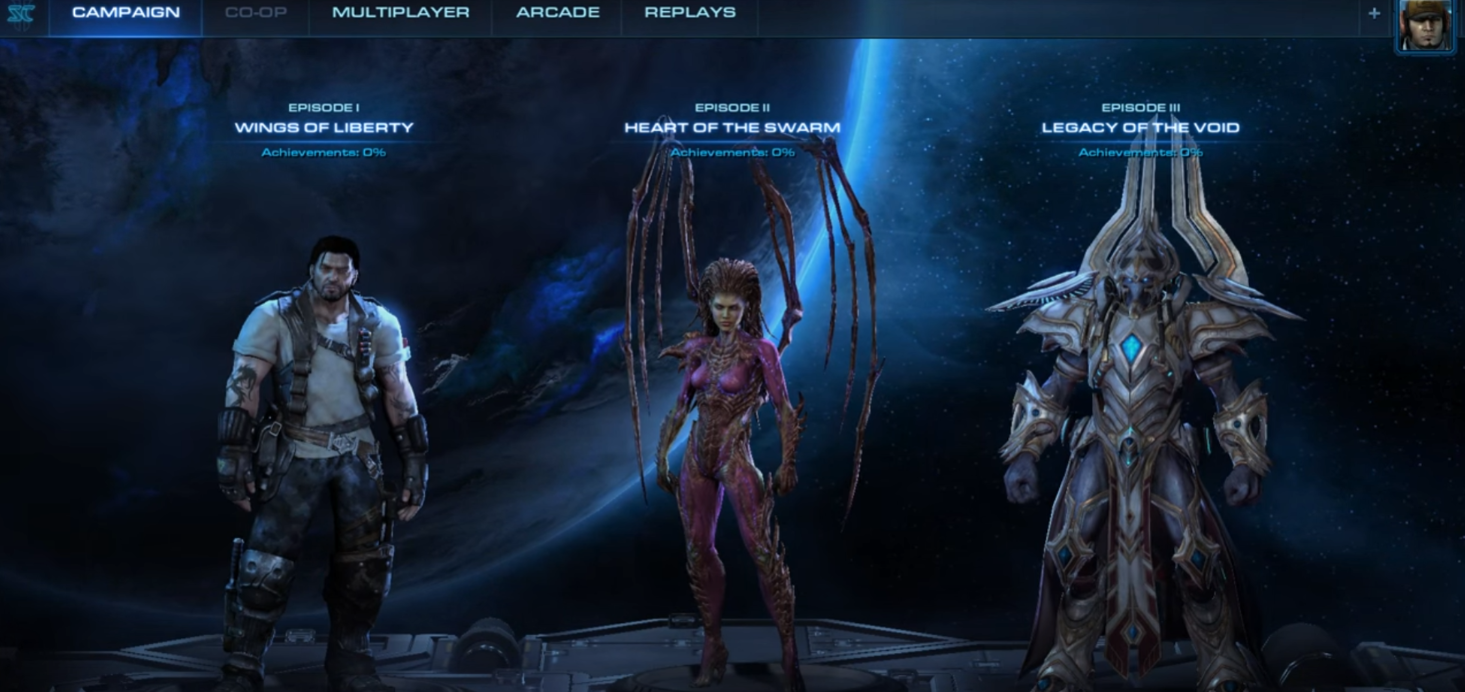 CAMPAIGN
CO-OP
MULTIPLAYER
ARCADE
REPLAYS
+
EPISODE I
WINGS OF LIBERTY
Achievements: 0%
EPISODE II
HEART OF THE SWARM
Achievements: 0%
EPISODE III
LEGACY OF THE VOID
Achievements: 0%